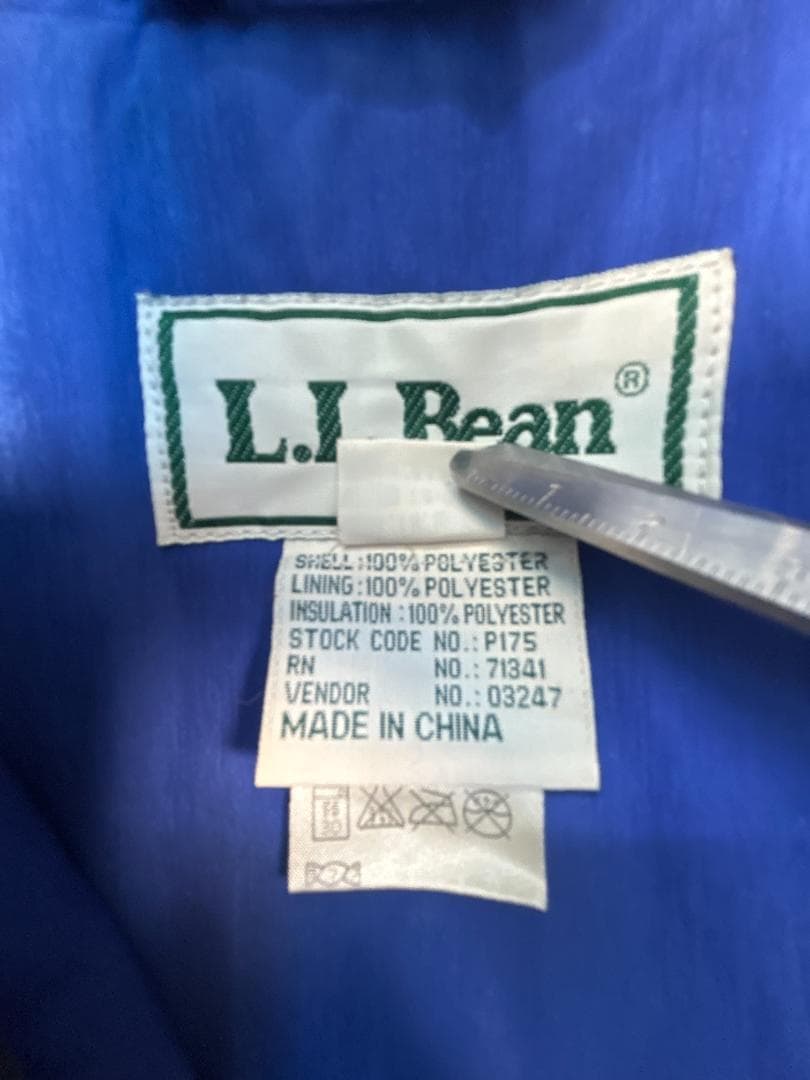 L.L.Bean®
SHELL:100% POLYESTER
LINING:100% POLYESTER
INSULATION:100% POLYESTER
STOCK CODE NO.: P175
RN NO.: 71341
VENDOR NO.: 03247
MADE IN CHINA